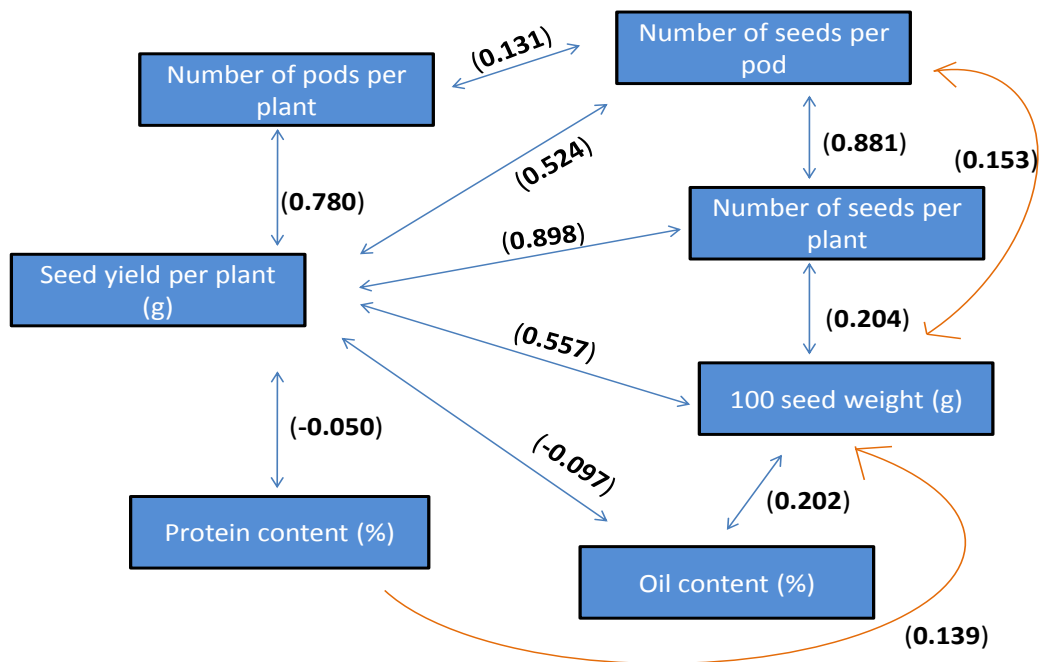 Number of seeds per
pod
(0.131)
Number of pods per
plant
(0.524)
(0.881)
(0.153)
(0.780)
Number of seeds per
plant
(0.898)
Seed yield per plant
(g)
(0.204)
(0.557)
100 seed weight (g)
(-0.050)
(-0.097)
(0.202)
Protein content (%)
Oil content (%)
(0.139)